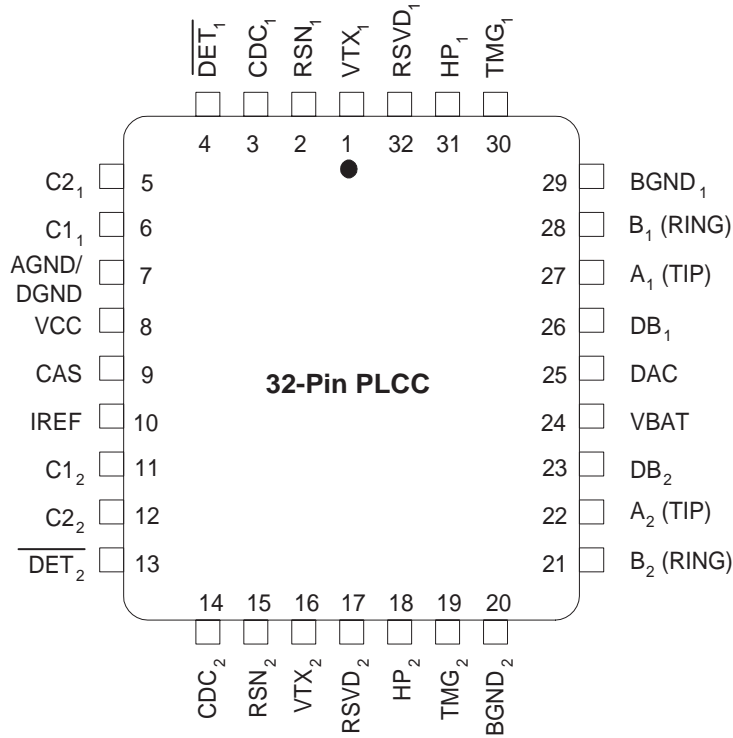 DET1 CDC1 RSN1 VTX1 RSVD1 HP1 TMG1
4 3 2 1 32 31 30
C21 5 29 BGND1
C11 6 28 B1 (RING)
AGND/
DGND 7 27 A1 (TIP)
VCC 8 26 DB1
CAS 9 25 DAC
32-Pin PLCC
IREF 10 24 VBAT
C12 11 23 DB2
C22 12 22 A2 (TIP)
DET2 13 21 B2 (RING)
14 15 16 17 18 19 20
CDC2 RSN2 VTX2 RSVD2 HP2 TMG2 BGND2